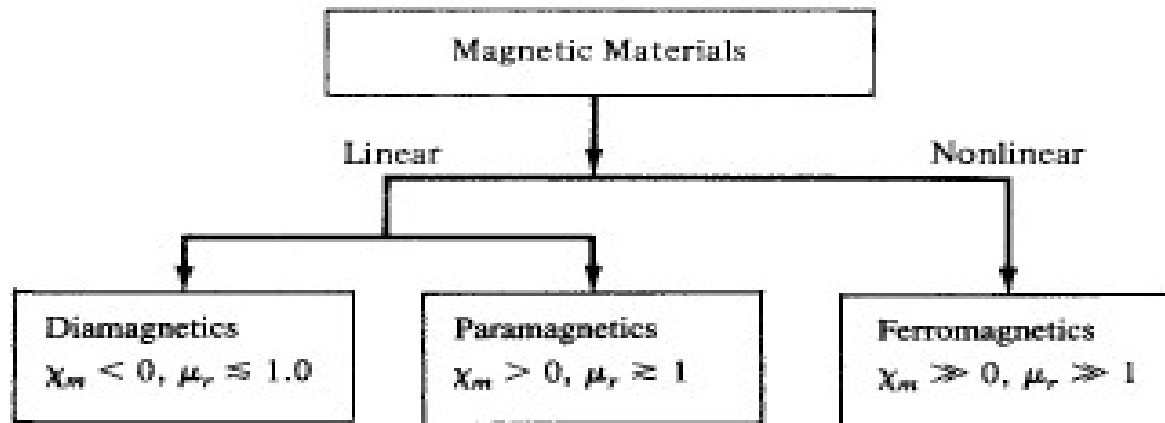 Magnetic Materials
Linear
Nonlinear
Diamagnetics
χₘ < 0, μᵣ ≲ 1.0
Paramagnetics
χₘ > 0, μᵣ ≳ 1
Ferromagnetics
χₘ ≫ 0, μᵣ ≫ 1